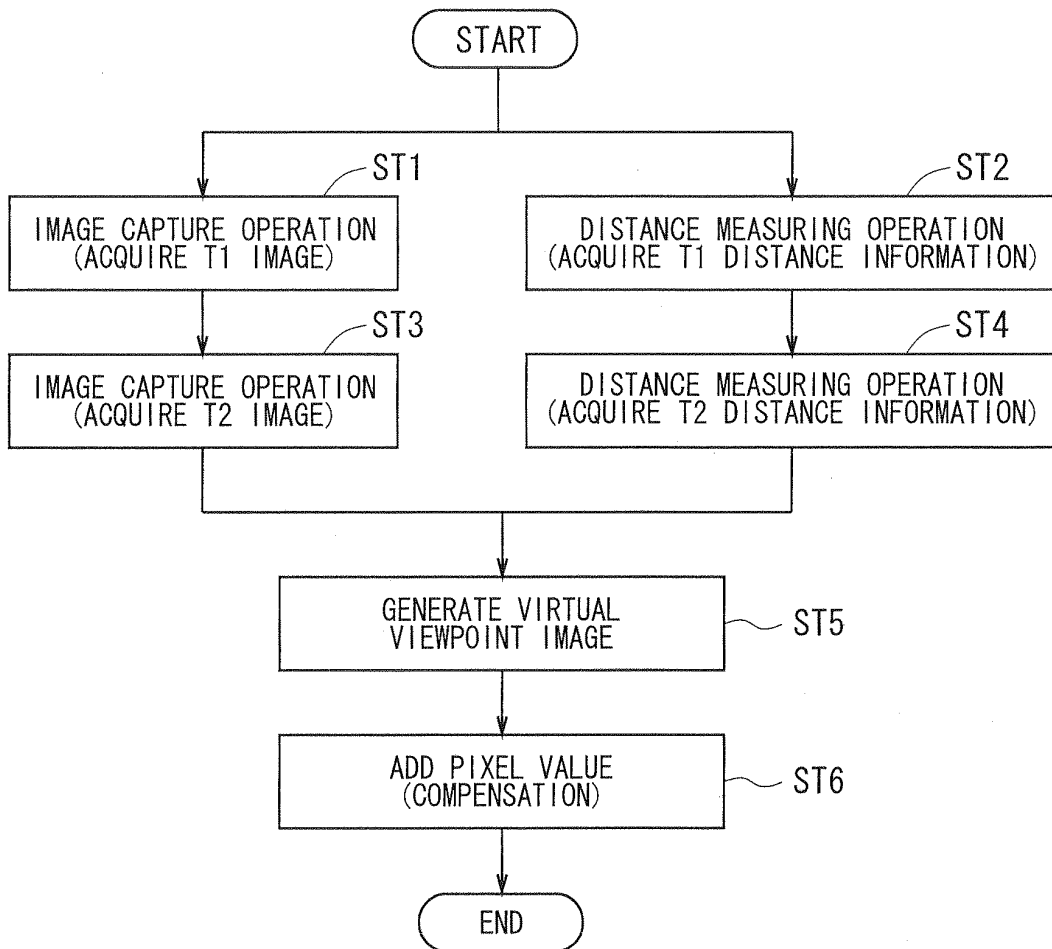 START
ST1
ST2
IMAGE CAPTURE OPERATION
(ACQUIRE T1 IMAGE)
DISTANCE MEASURING OPERATION
(ACQUIRE T1 DISTANCE INFORMATION)
ST3
ST4
IMAGE CAPTURE OPERATION
(ACQUIRE T2 IMAGE)
DISTANCE MEASURING OPERATION
(ACQUIRE T2 DISTANCE INFORMATION)
GENERATE VIRTUAL
VIEWPOINT IMAGE
ST5
ADD PIXEL VALUE
(COMPENSATION)
ST6
END